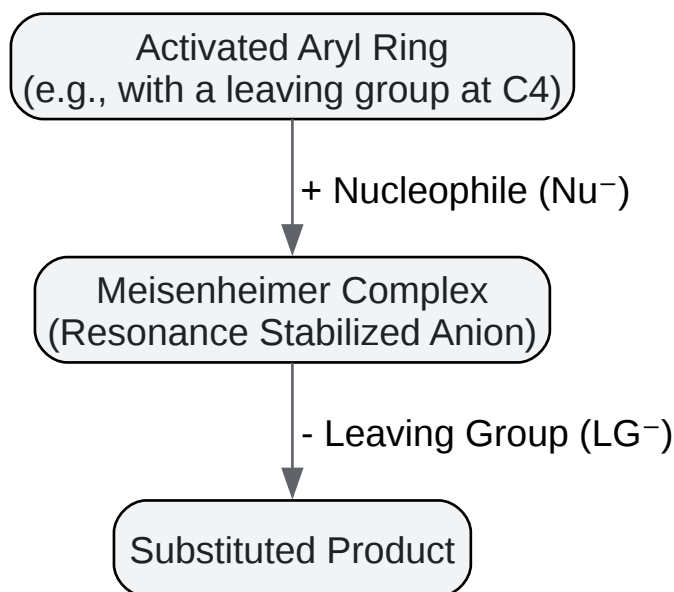 Activated Aryl Ring
(e.g., with a leaving group at C4)
+ Nucleophile (Nu⁻)
Meisenheimer Complex
(Resonance Stabilized Anion)
- Leaving Group (LG⁻)
Substituted Product